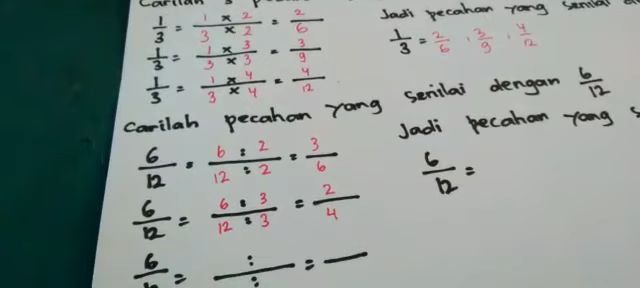 1/3 = 1 x 2 / 3 x 2 = 2/6
1/3 = 1 x 3 / 3 x 3 = 3/9
1/3 = 1 x 4 / 3 x 4 = 4/12
Jadi pecahan yang senilai
1/3 = 2/6 , 3/9 , 4/12
Carilah pecahan yang senilai dengan 6/12
6/12 = 6 : 2 / 12 : 2 = 3/6
6/12 = 6 : 3 / 12 : 3 = 2/4
6/ = : / : =
Jadi pecahan yang
6/12 =